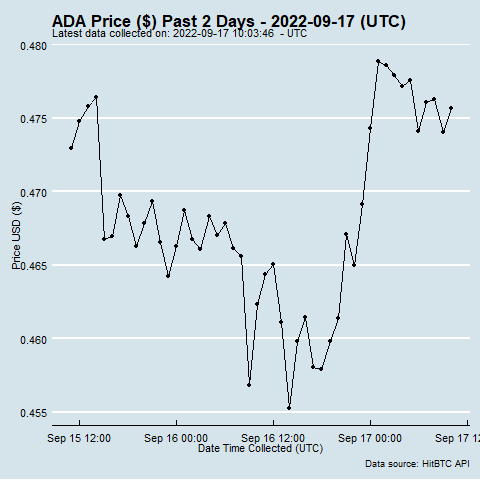 ADA Price ($) Past 2 Days - 2022-09-17 (UTC)
Latest data collected on: 2022-09-17 10:03:46  - UTC
0.480
0.475
0.470
0.465
0.460
0.455
Price USD ($)
Sep 15 12:00 Sep 16 00:00 Sep 16 12:00 Sep 17 00:00 Sep 17 12
Date Time Collected (UTC)
Data source: HitBTC API